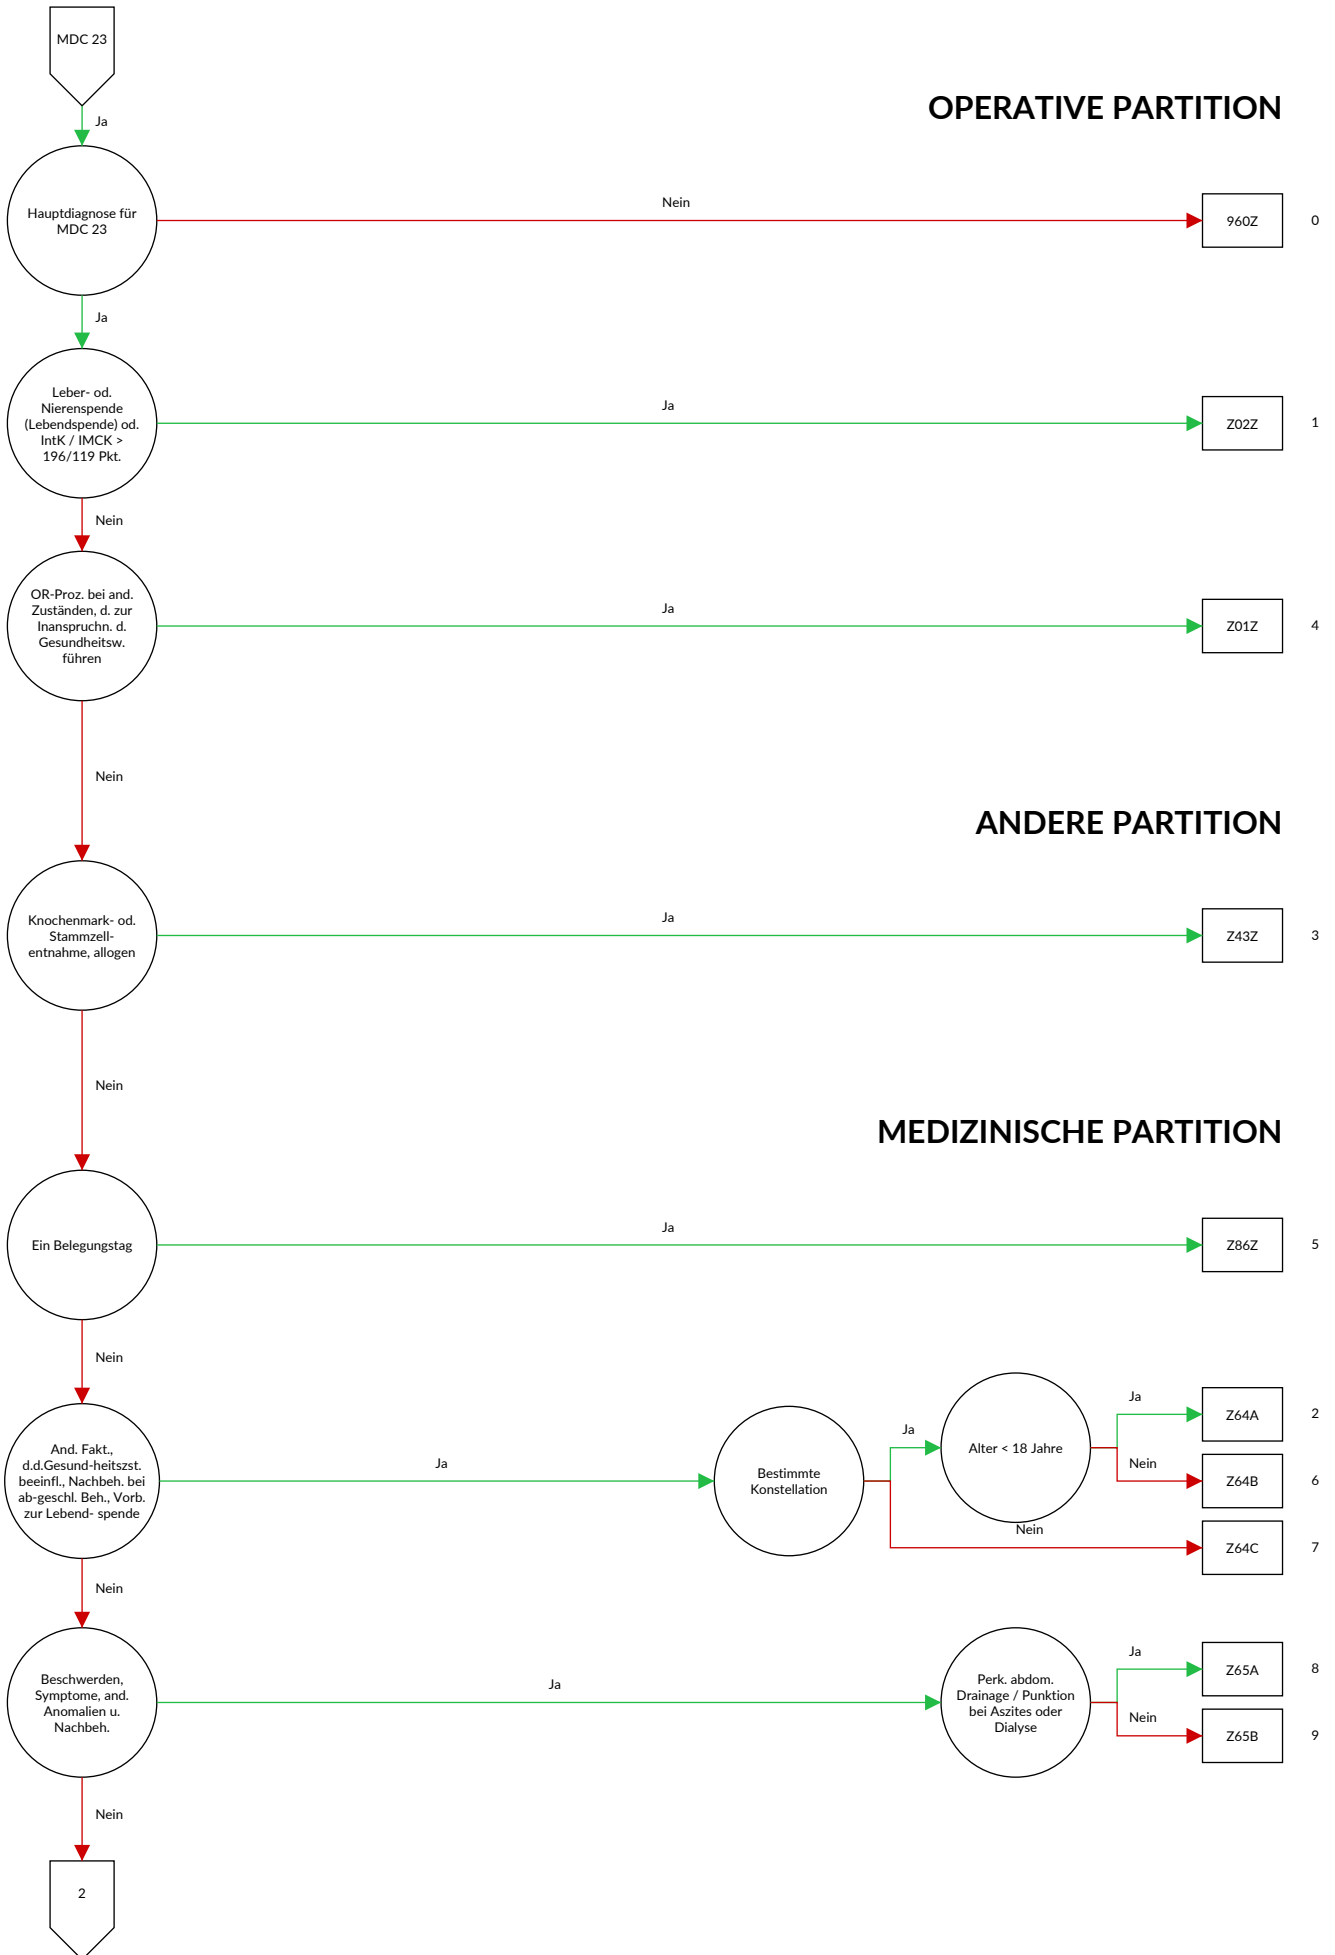 MDC 23
OPERATIVE PARTITION
Ja
Hauptdiagnose für
MDC 23
Nein
960Z
0
Ja
Leber- od.
Nierenspende
(Lebendspende) od.
IntK / IMCK >
196/119 Pkt.
Ja
Z02Z
1
Nein
OR-Proz. bei and.
Zuständen, d. zur
Inanspruchn. d.
Gesundheitsw.
führen
Ja
Z01Z
4
Nein
ANDERE PARTITION
Knochenmark- od.
Stammzell-
entnahme, allogen
Ja
Z43Z
3
Nein
MEDIZINISCHE PARTITION
Ein Belegungstag
Ja
Z86Z
5
Nein
And. Fakt.,
d.d.Gesund-heitszst.
beeinfl., Nachbeh. bei
ab-geschl. Beh., Vorb.
zur Lebend- spende
Ja
Bestimmte
Konstellation
Ja
Alter < 18 Jahre
Ja
Z64A
2
Nein
Z64B
6
Nein
Z64C
7
Nein
Beschwerden,
Symptome, and.
Anomalien u.
Nachbeh.
Ja
Perk. abdom.
Drainage / Punktion
bei Aszites oder
Dialyse
Ja
Z65A
8
Nein
Z65B
9
Nein
2